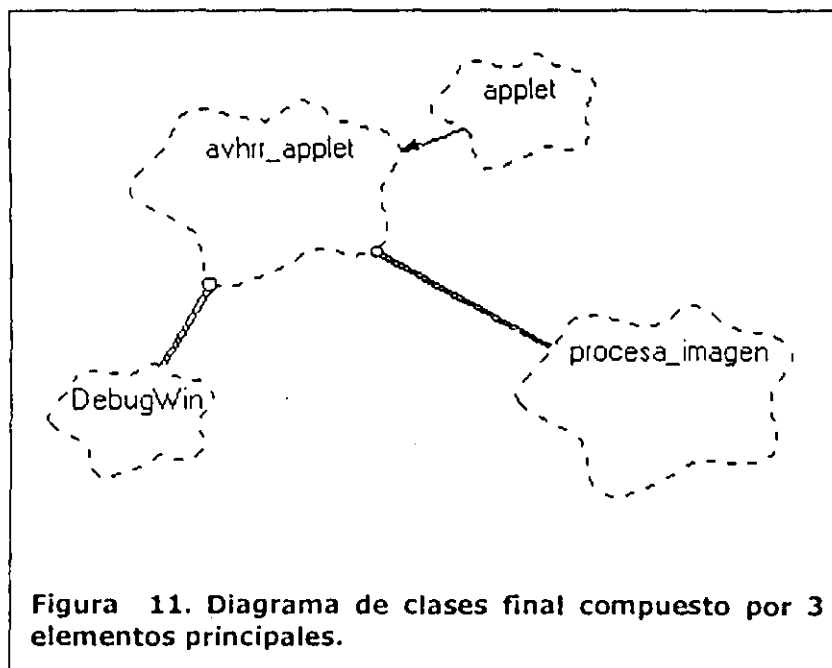 applet
avhrr_applet
procesa_imagen
DebugWin
Figura 11. Diagrama de clases final compuesto por 3
elementos principales.